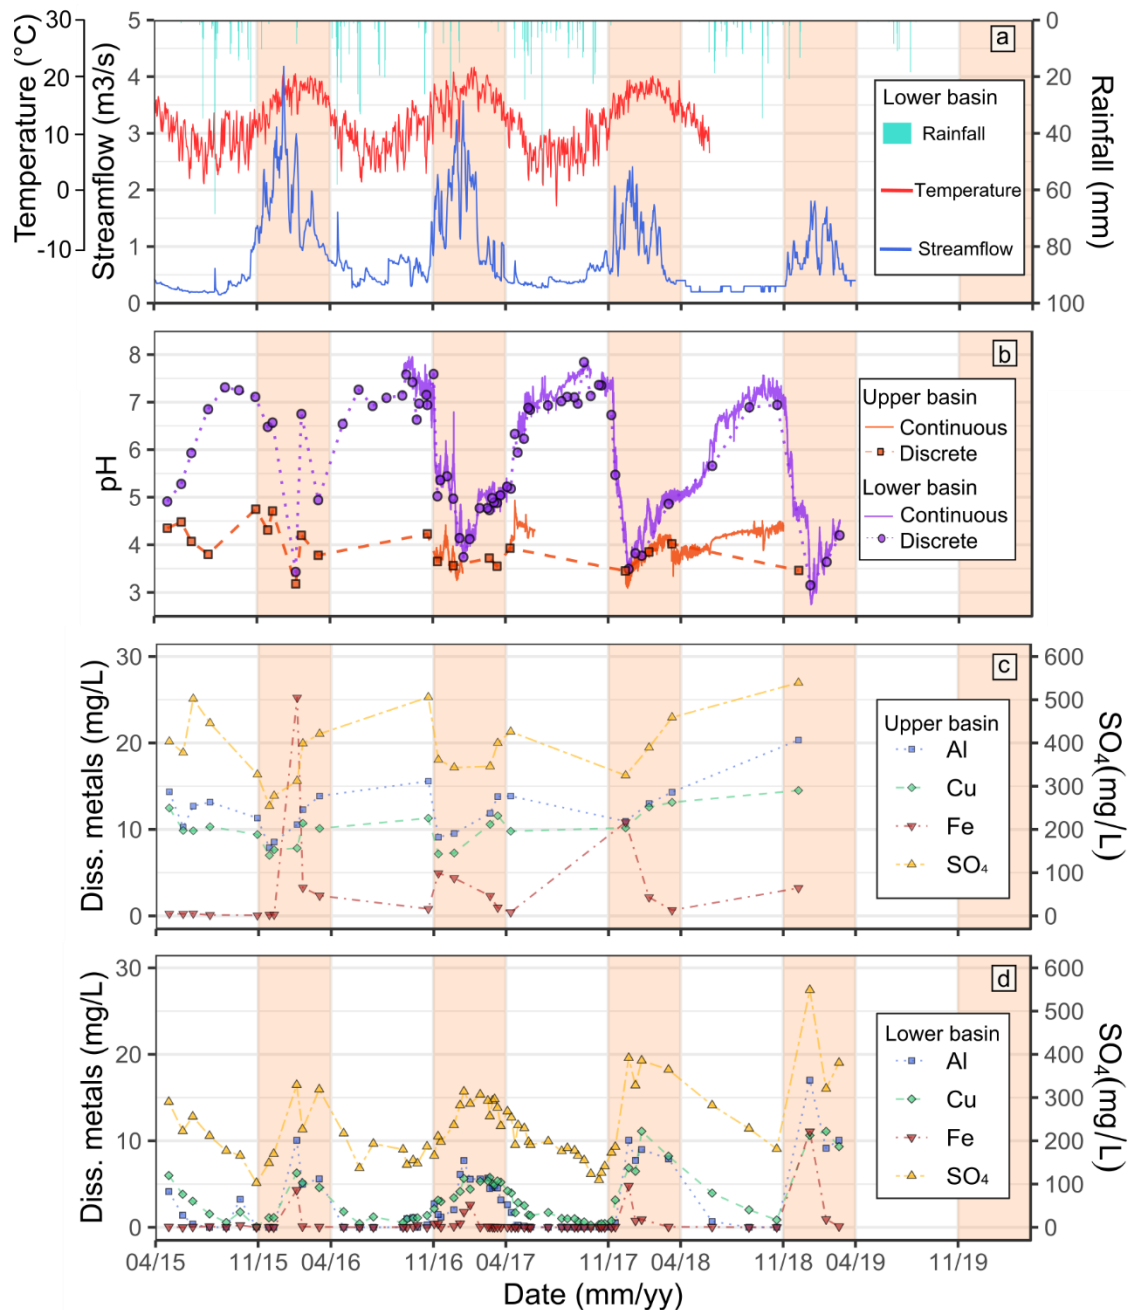 Temperature (°C)
30
20
10
0
-10
Streamflow (m3/s)
5
4
3
2
1
0
a
Lower basin
Rainfall
Temperature
Streamflow
0
20
40
60
80
100
Rainfall (mm)
pH
8
7
6
5
4
3
b
Upper basin
Continuous
Discrete
Lower basin
Continuous
Discrete
Diss. metals (mg/L)
30
20
10
0
c
Upper basin
Al
Cu
Fe
SO₄
600
500
400
300
200
100
0
SO₄(mg/L)
Diss. metals (mg/L)
30
20
10
0
d
Lower basin
Al
Cu
Fe
SO₄
600
500
400
300
200
100
0
SO₄(mg/L)
04/15 11/15 04/16 11/16 04/17 11/17 04/18 11/18 04/19 11/19
Date (mm/yy)